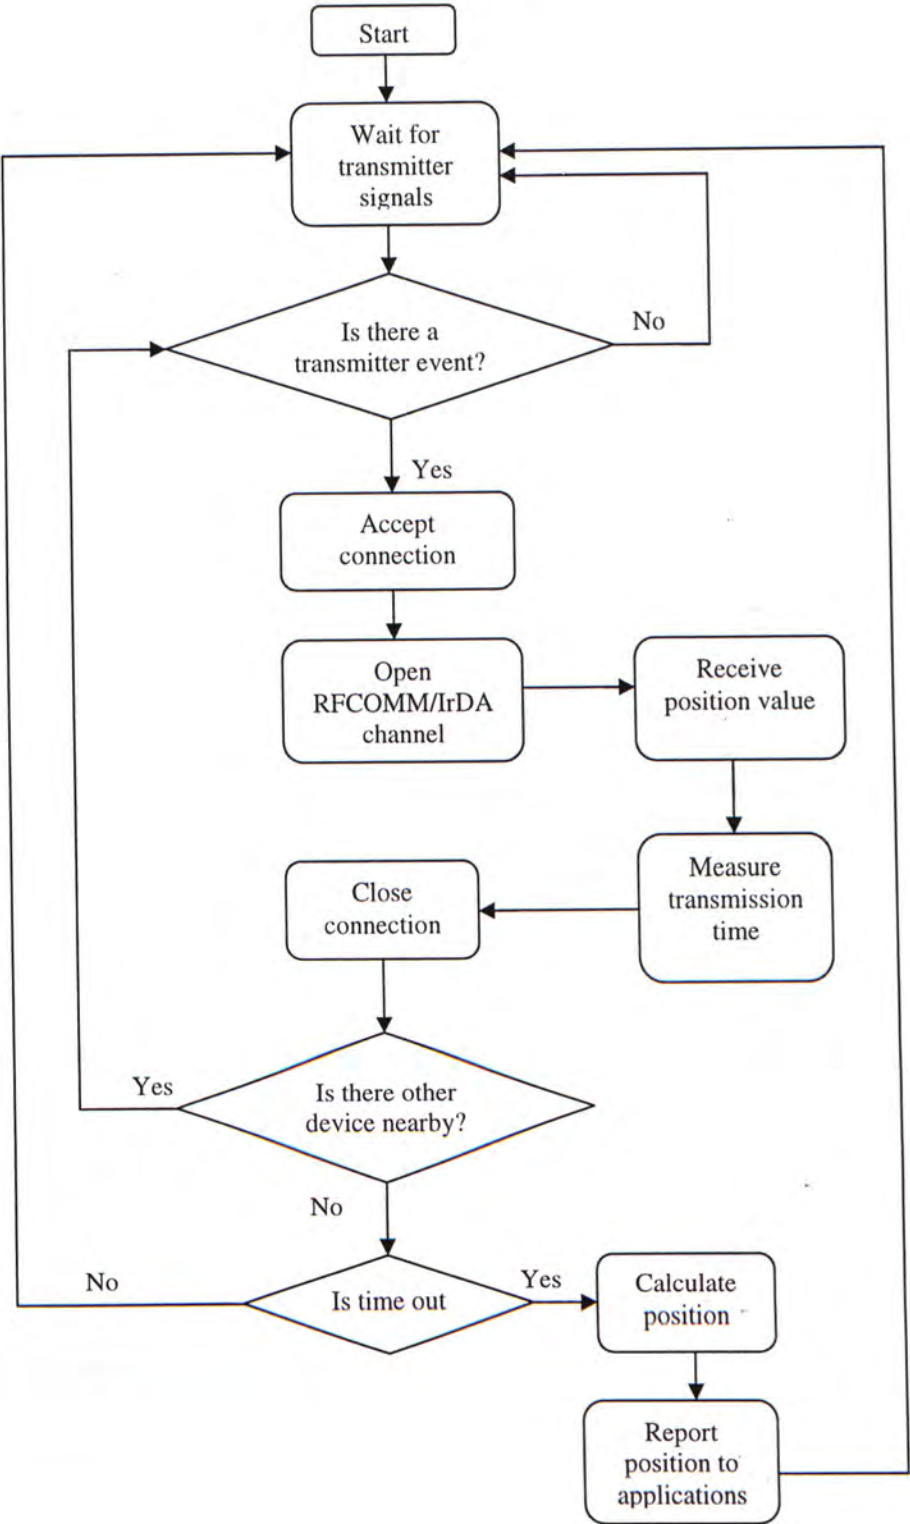 Start
Wait for
transmitter
signals
Is there a
transmitter event?
No
Yes
Accept
connection
Open
RFCOMM/IrDA
channel
Receive
position value
Measure
transmission
time
Close
connection
Is there other
device nearby?
Yes
No
Is time out
No
Yes
Calculate
position
Report
position to
applications